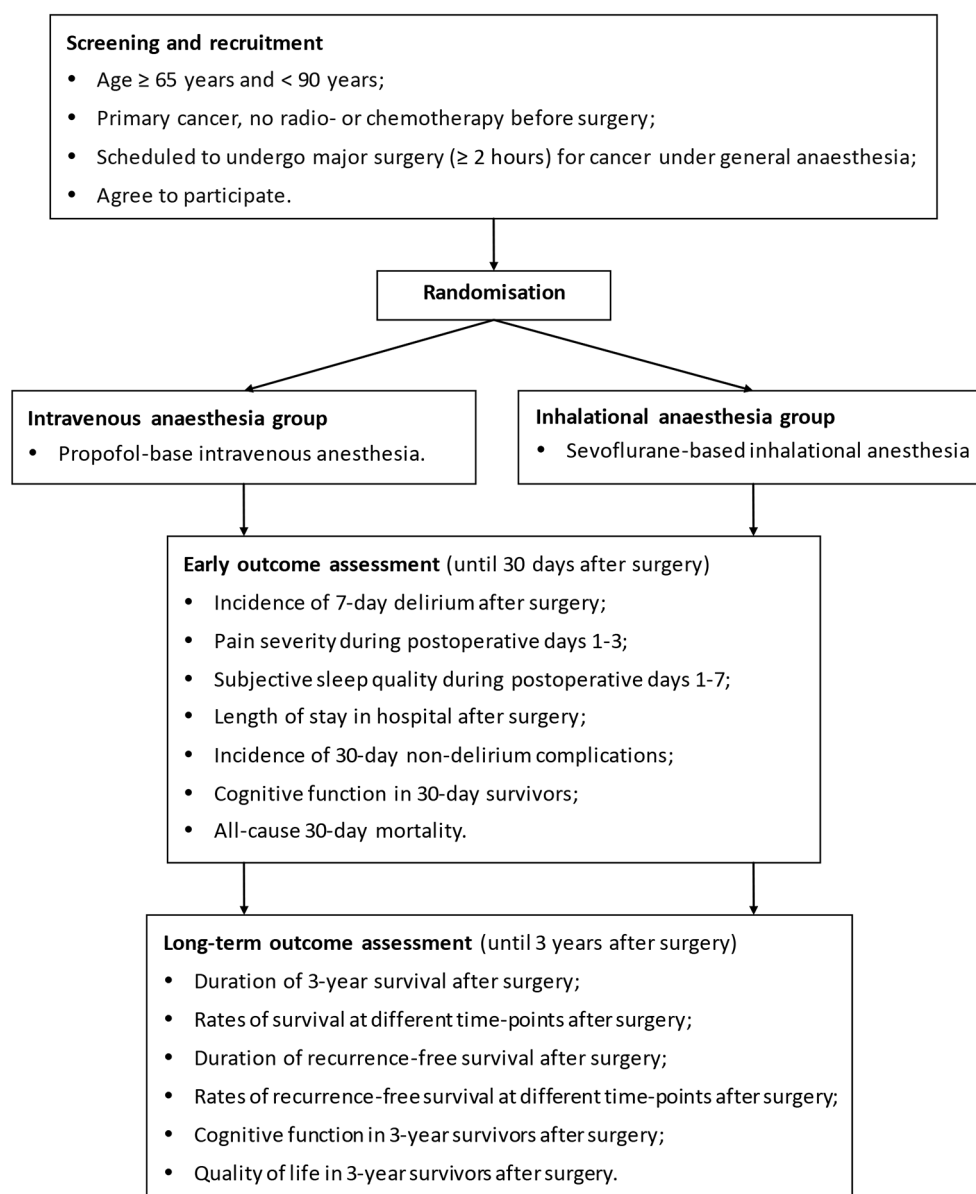 Screening and recruitment
• Age ≥ 65 years and < 90 years;
• Primary cancer, no radio- or chemotherapy before surgery;
• Scheduled to undergo major surgery (≥ 2 hours) for cancer under general anaesthesia;
• Agree to participate.
Randomisation
Intravenous anaesthesia group
• Propofol-base intravenous anesthesia.
Inhalational anaesthesia group
• Sevoflurane-based inhalational anesthesia
Early outcome assessment (until 30 days after surgery)
• Incidence of 7-day delirium after surgery;
• Pain severity during postoperative days 1-3;
• Subjective sleep quality during postoperative days 1-7;
• Length of stay in hospital after surgery;
• Incidence of 30-day non-delirium complications;
• Cognitive function in 30-day survivors;
• All-cause 30-day mortality.
Long-term outcome assessment (until 3 years after surgery)
• Duration of 3-year survival after surgery;
• Rates of survival at different time-points after surgery;
• Duration of recurrence-free survival after surgery;
• Rates of recurrence-free survival at different time-points after surgery;
• Cognitive function in 3-year survivors after surgery;
• Quality of life in 3-year survivors after surgery.